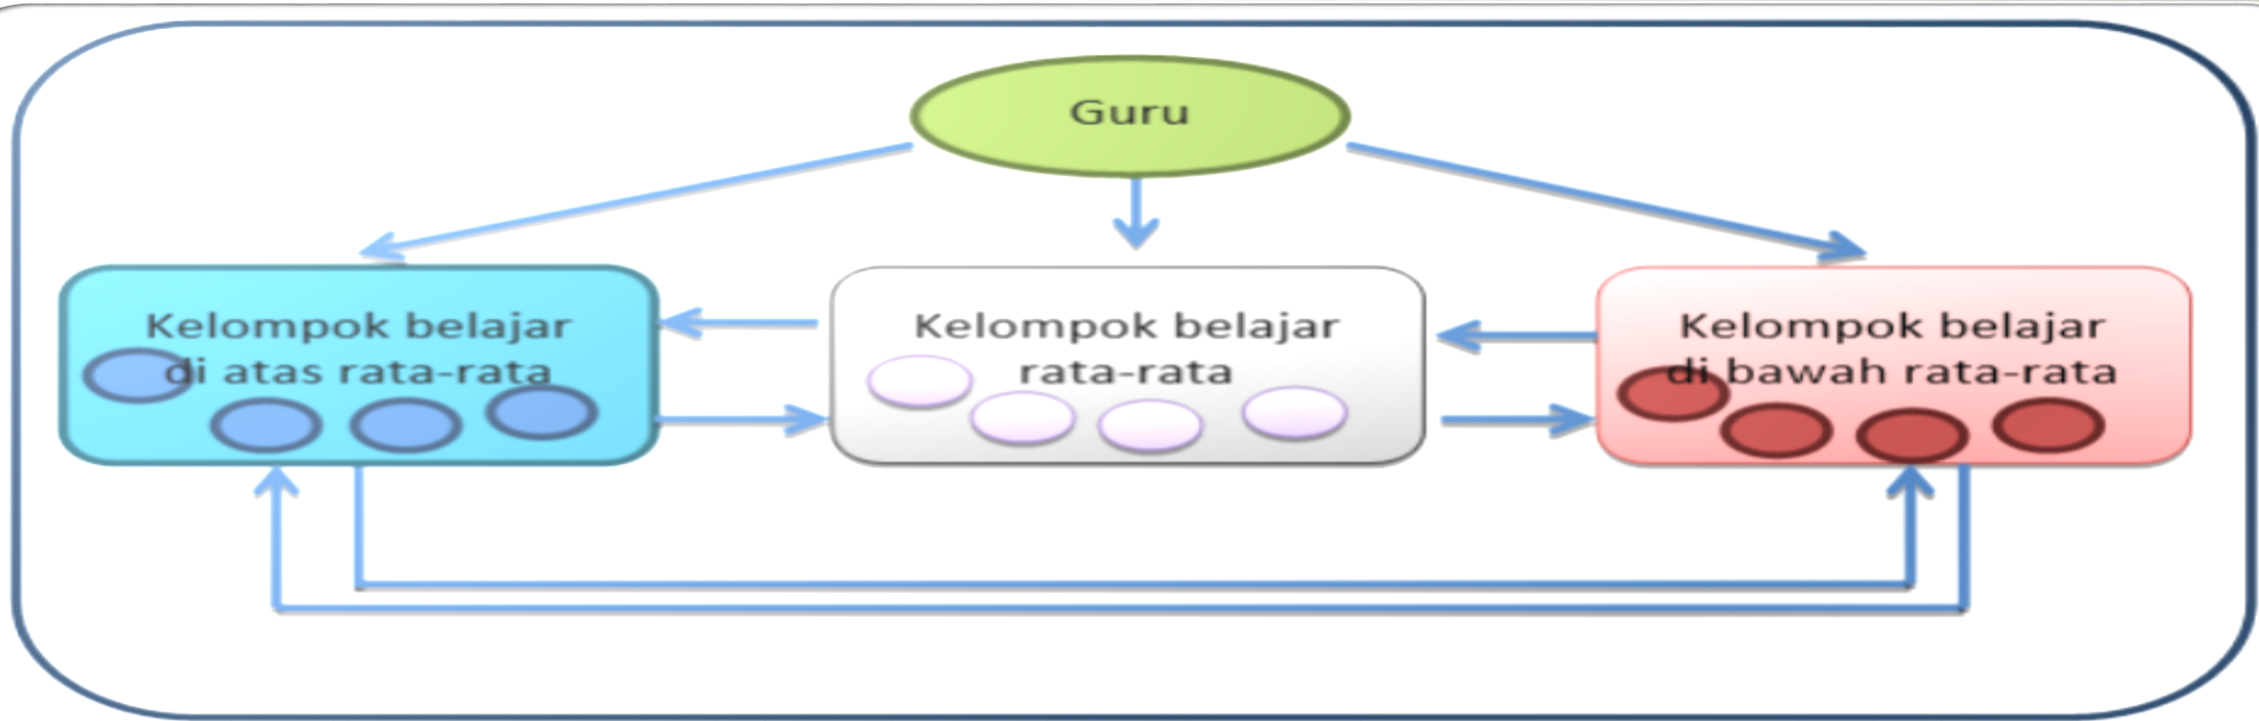 Guru
Kelompok belajar
di atas rata-rata
Kelompok belajar
rata-rata
Kelompok belajar
di bawah rata-rata